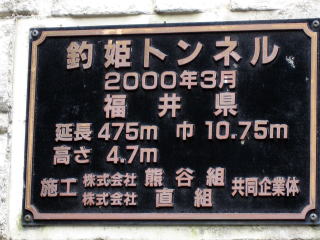 釣姫トンネル
2000年3月
福井県
延長 475m 巾 10.75m
高さ 4.7m
施工 株式会社 熊谷組 共同企業体
株式会社 直組